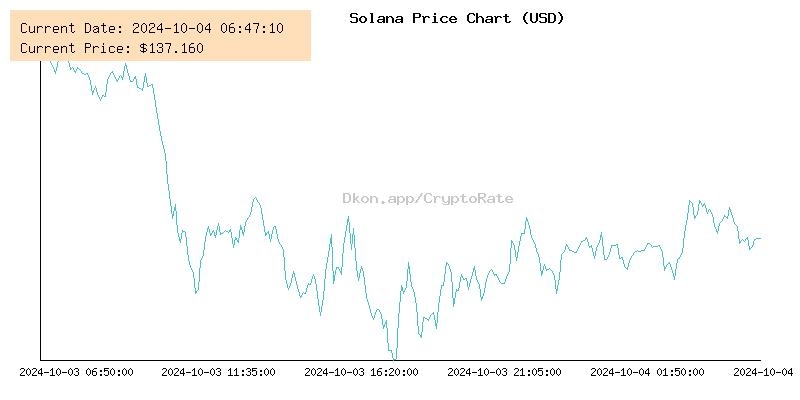 Solana Price Chart (USD)
Current Date: 2024-10-04 06:47:10
Current Price: $137.160
Dkon.app/CryptoRate
2024-10-03 06:50:00 2024-10-03 11:35:00 2024-10-03 16:20:00 2024-10-03 21:05:00 2024-10-04 01:50:00 2024-10-04